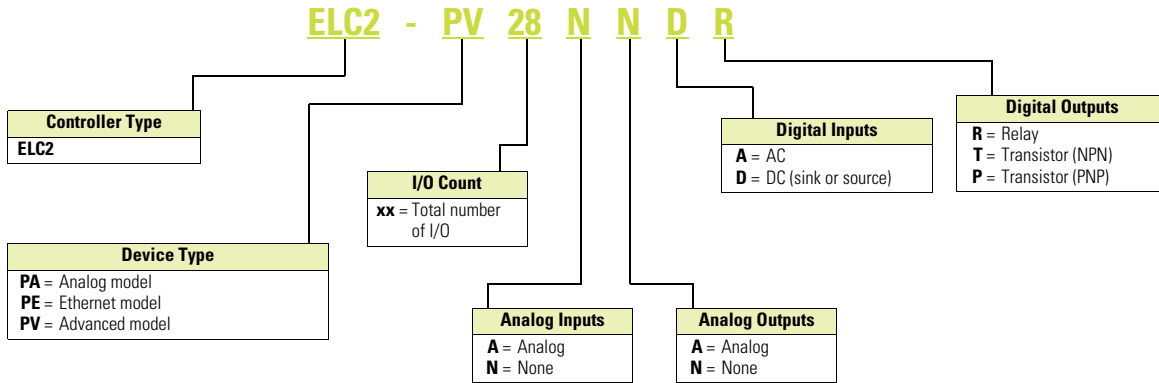 ELC2 - PV 28 N N D R
Controller Type
ELC2
Device Type
PA = Analog model
PE = Ethernet model
PV = Advanced model
I/O Count
xx = Total number
of I/O
Analog Inputs
A = Analog
N = None
Analog Outputs
A = Analog
N = None
Digital Inputs
A = AC
D = DC (sink or source)
Digital Outputs
R = Relay
T = Transistor (NPN)
P = Transistor (PNP)